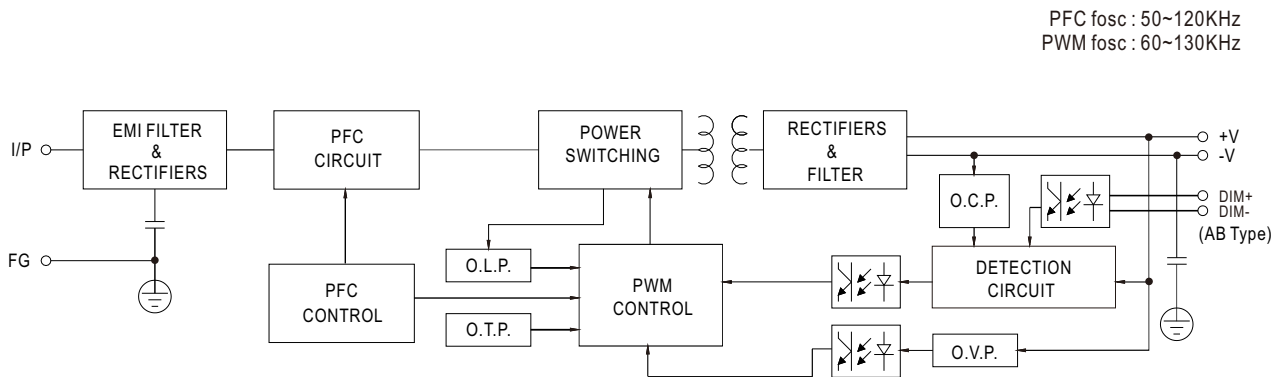 PFC fosc : 50~120KHz
PWM fosc : 60~130KHz
I/P
EMI FILTER
&
RECTIFIERS
PFC
CIRCUIT
POWER
SWITCHING
RECTIFIERS
&
FILTER
+V
-V
O.C.P.
DIM+
DIM-
(AB Type)
FG
O.L.P.
PFC
CONTROL
O.T.P.
PWM
CONTROL
DETECTION
CIRCUIT
O.V.P.